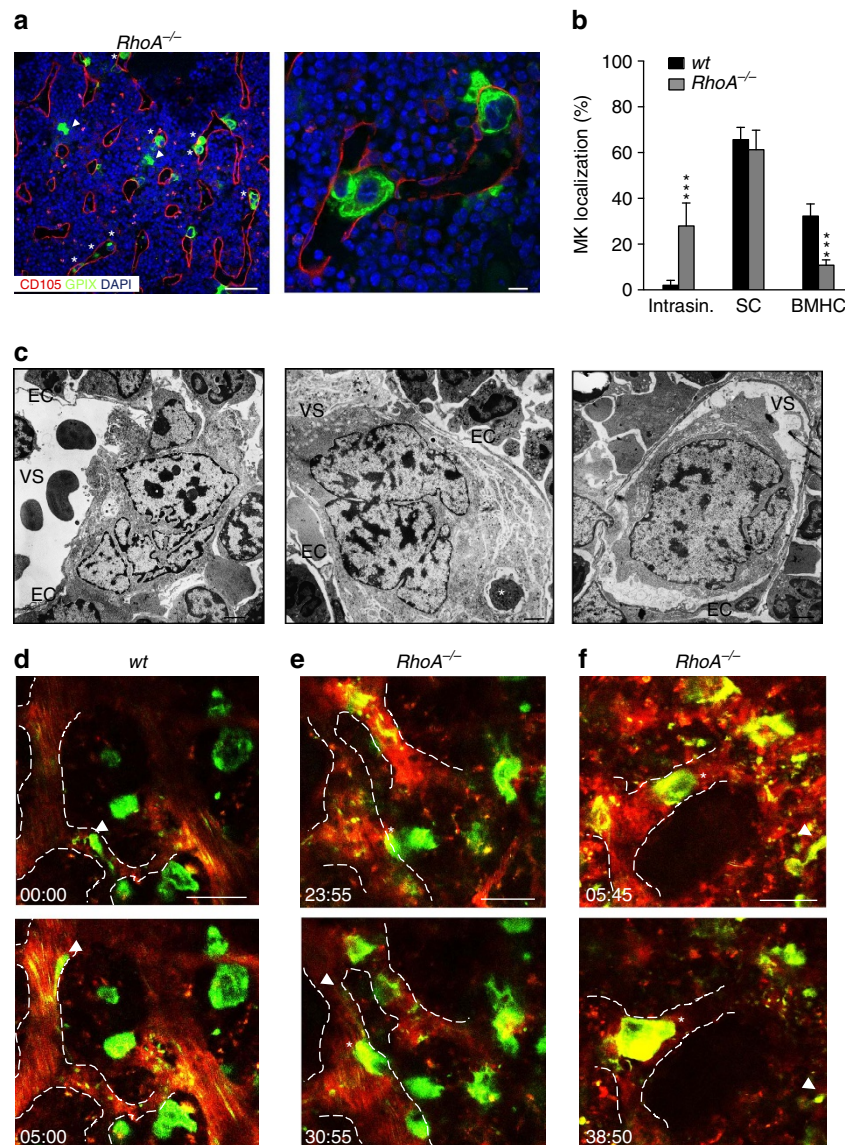 a
RhoA−/−
* * * * * * * *
CD105 GPIX DAPI
b
MK localization (%)
100
80
60
40
20
0
wt
RhoA−/−
***
***
Intrasin. SC BMHC
c
EC
VS
EC
VS
EC
EC
*
VS
EC
d wt
e RhoA−/−
f RhoA−/−
00:00
*
23:55
*
05:45
05:00
*
30:55
*
38:50